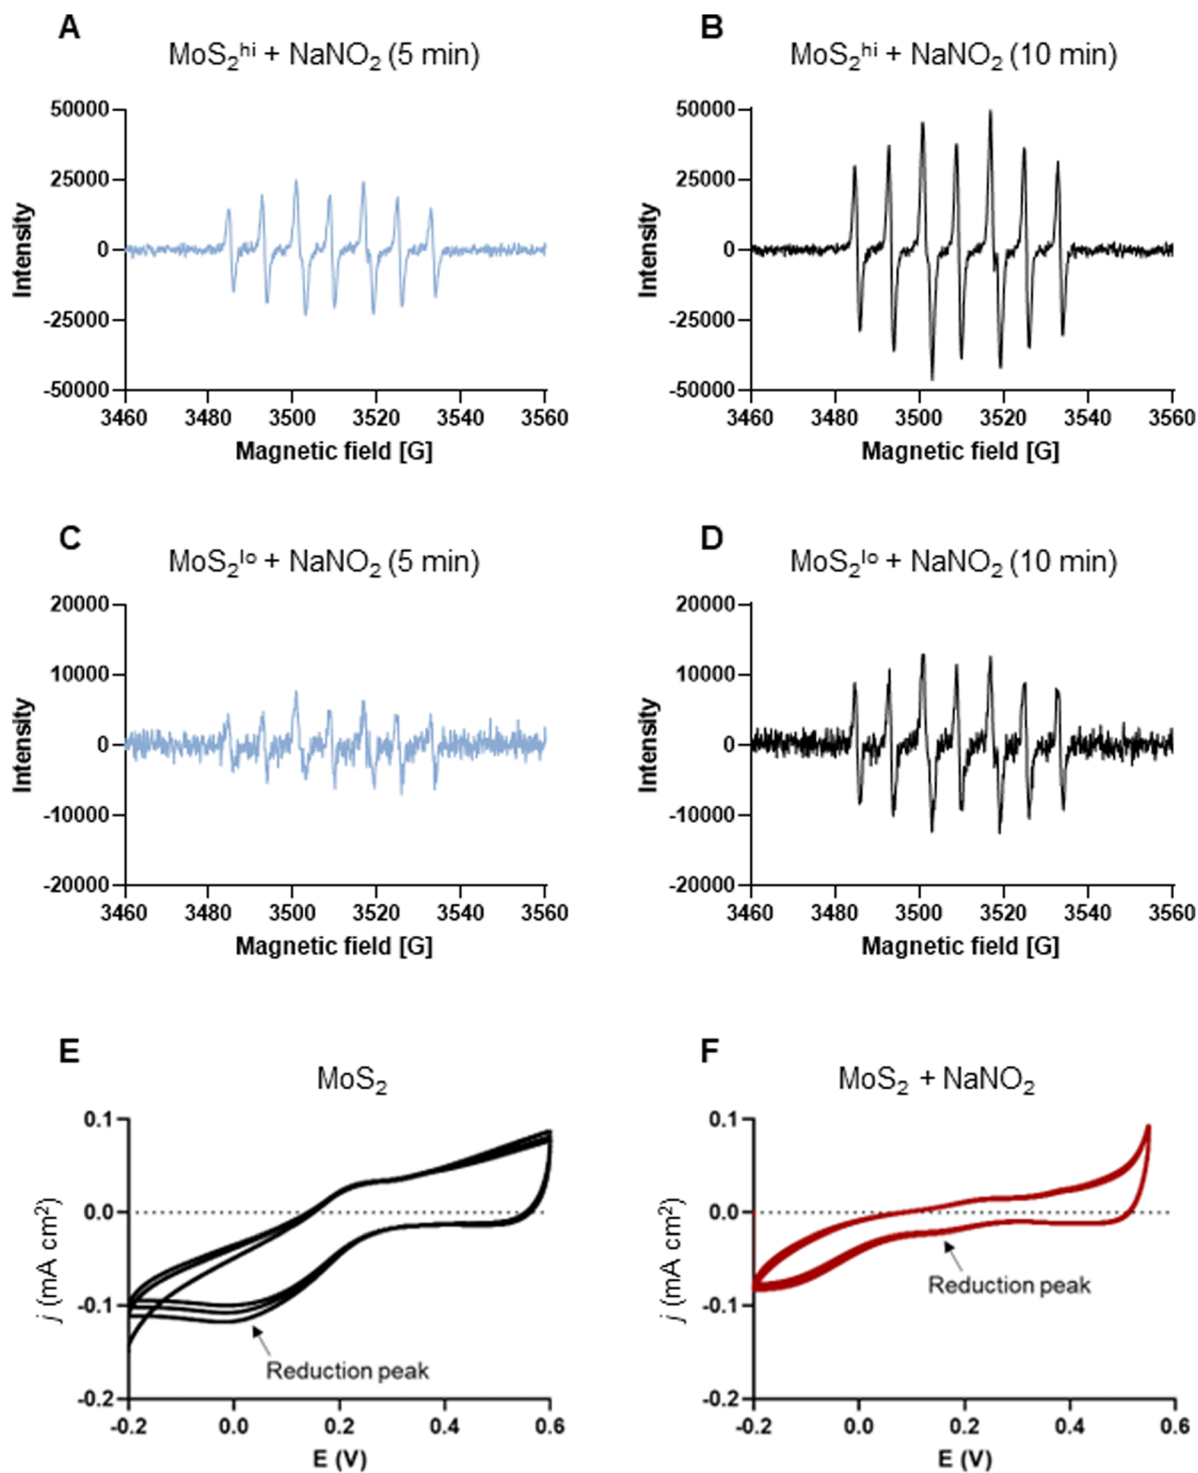 A
MoS₂ʰⁱ + NaNO₂ (5 min)
50000
25000
0
-25000
-50000
Intensity
3460 3480 3500 3520 3540 3560
Magnetic field [G]
B
MoS₂ʰⁱ + NaNO₂ (10 min)
50000
25000
0
-25000
-50000
Intensity
3460 3480 3500 3520 3540 3560
Magnetic field [G]
C
MoS₂ˡᵒ + NaNO₂ (5 min)
20000
10000
0
-10000
-20000
Intensity
3460 3480 3500 3520 3540 3560
Magnetic field [G]
D
MoS₂ˡᵒ + NaNO₂ (10 min)
20000
10000
0
-10000
-20000
Intensity
3460 3480 3500 3520 3540 3560
Magnetic field [G]
E
MoS₂
0.1
0.0
-0.1
-0.2
j (mA cm²)
Reduction peak
-0.2 0.0 0.2 0.4 0.6
E (V)
F
MoS₂ + NaNO₂
0.1
0.0
-0.1
-0.2
j (mA cm²)
Reduction peak
-0.2 0.0 0.2 0.4 0.6
E (V)